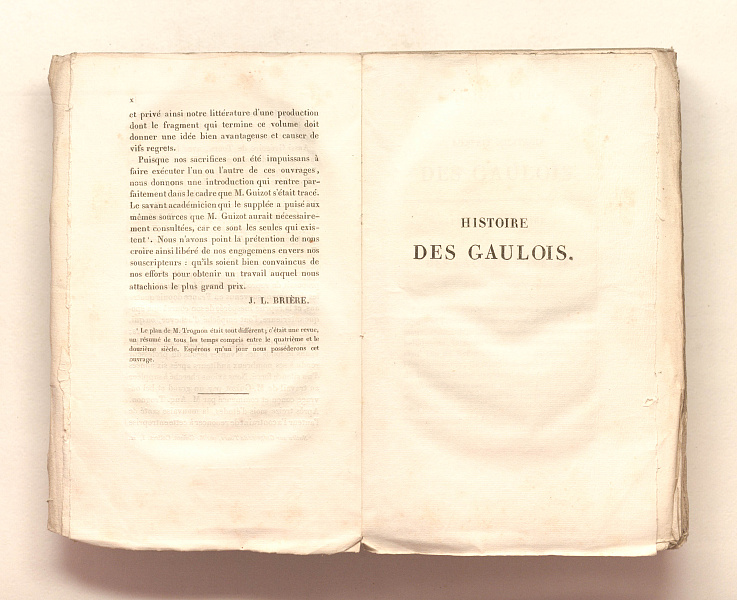 x
et privé ainsi notre littérature d'une production
dont le fragment qui termine ce volume doit
donner une idée bien avantageuse et causer de
vifs regrets.
Puisque nos sacrifices ont été impuissans à
faire exécuter l'un ou l'autre de ces ouvrages,
nous donnons une introduction qui rentre par-
faitement dans le cadre que M. Guizot s'était tracé.
Le savant académicien qui le supplée a puisé aux
mêmes sources que M. Guizot aurait nécessaire-
ment consultées, car ce sont les seules qui exis-
tent ¹. Nous n'avons point la prétention de nous
croire ainsi libéré de nos engagemens envers nos
souscripteurs : qu'ils soient bien convaincus de
nos efforts pour obtenir un travail auquel nous
attachions le plus grand prix.
J. L. BRIÈRE.
¹ Le plan de M. Trognon était tout différent ; c'était une revue,
un résumé de tous les temps compris entre le quatrième et le
douzième siècle. Espérons qu'un jour nous posséderons cet
ouvrage.
HISTOIRE
DES GAULOIS.